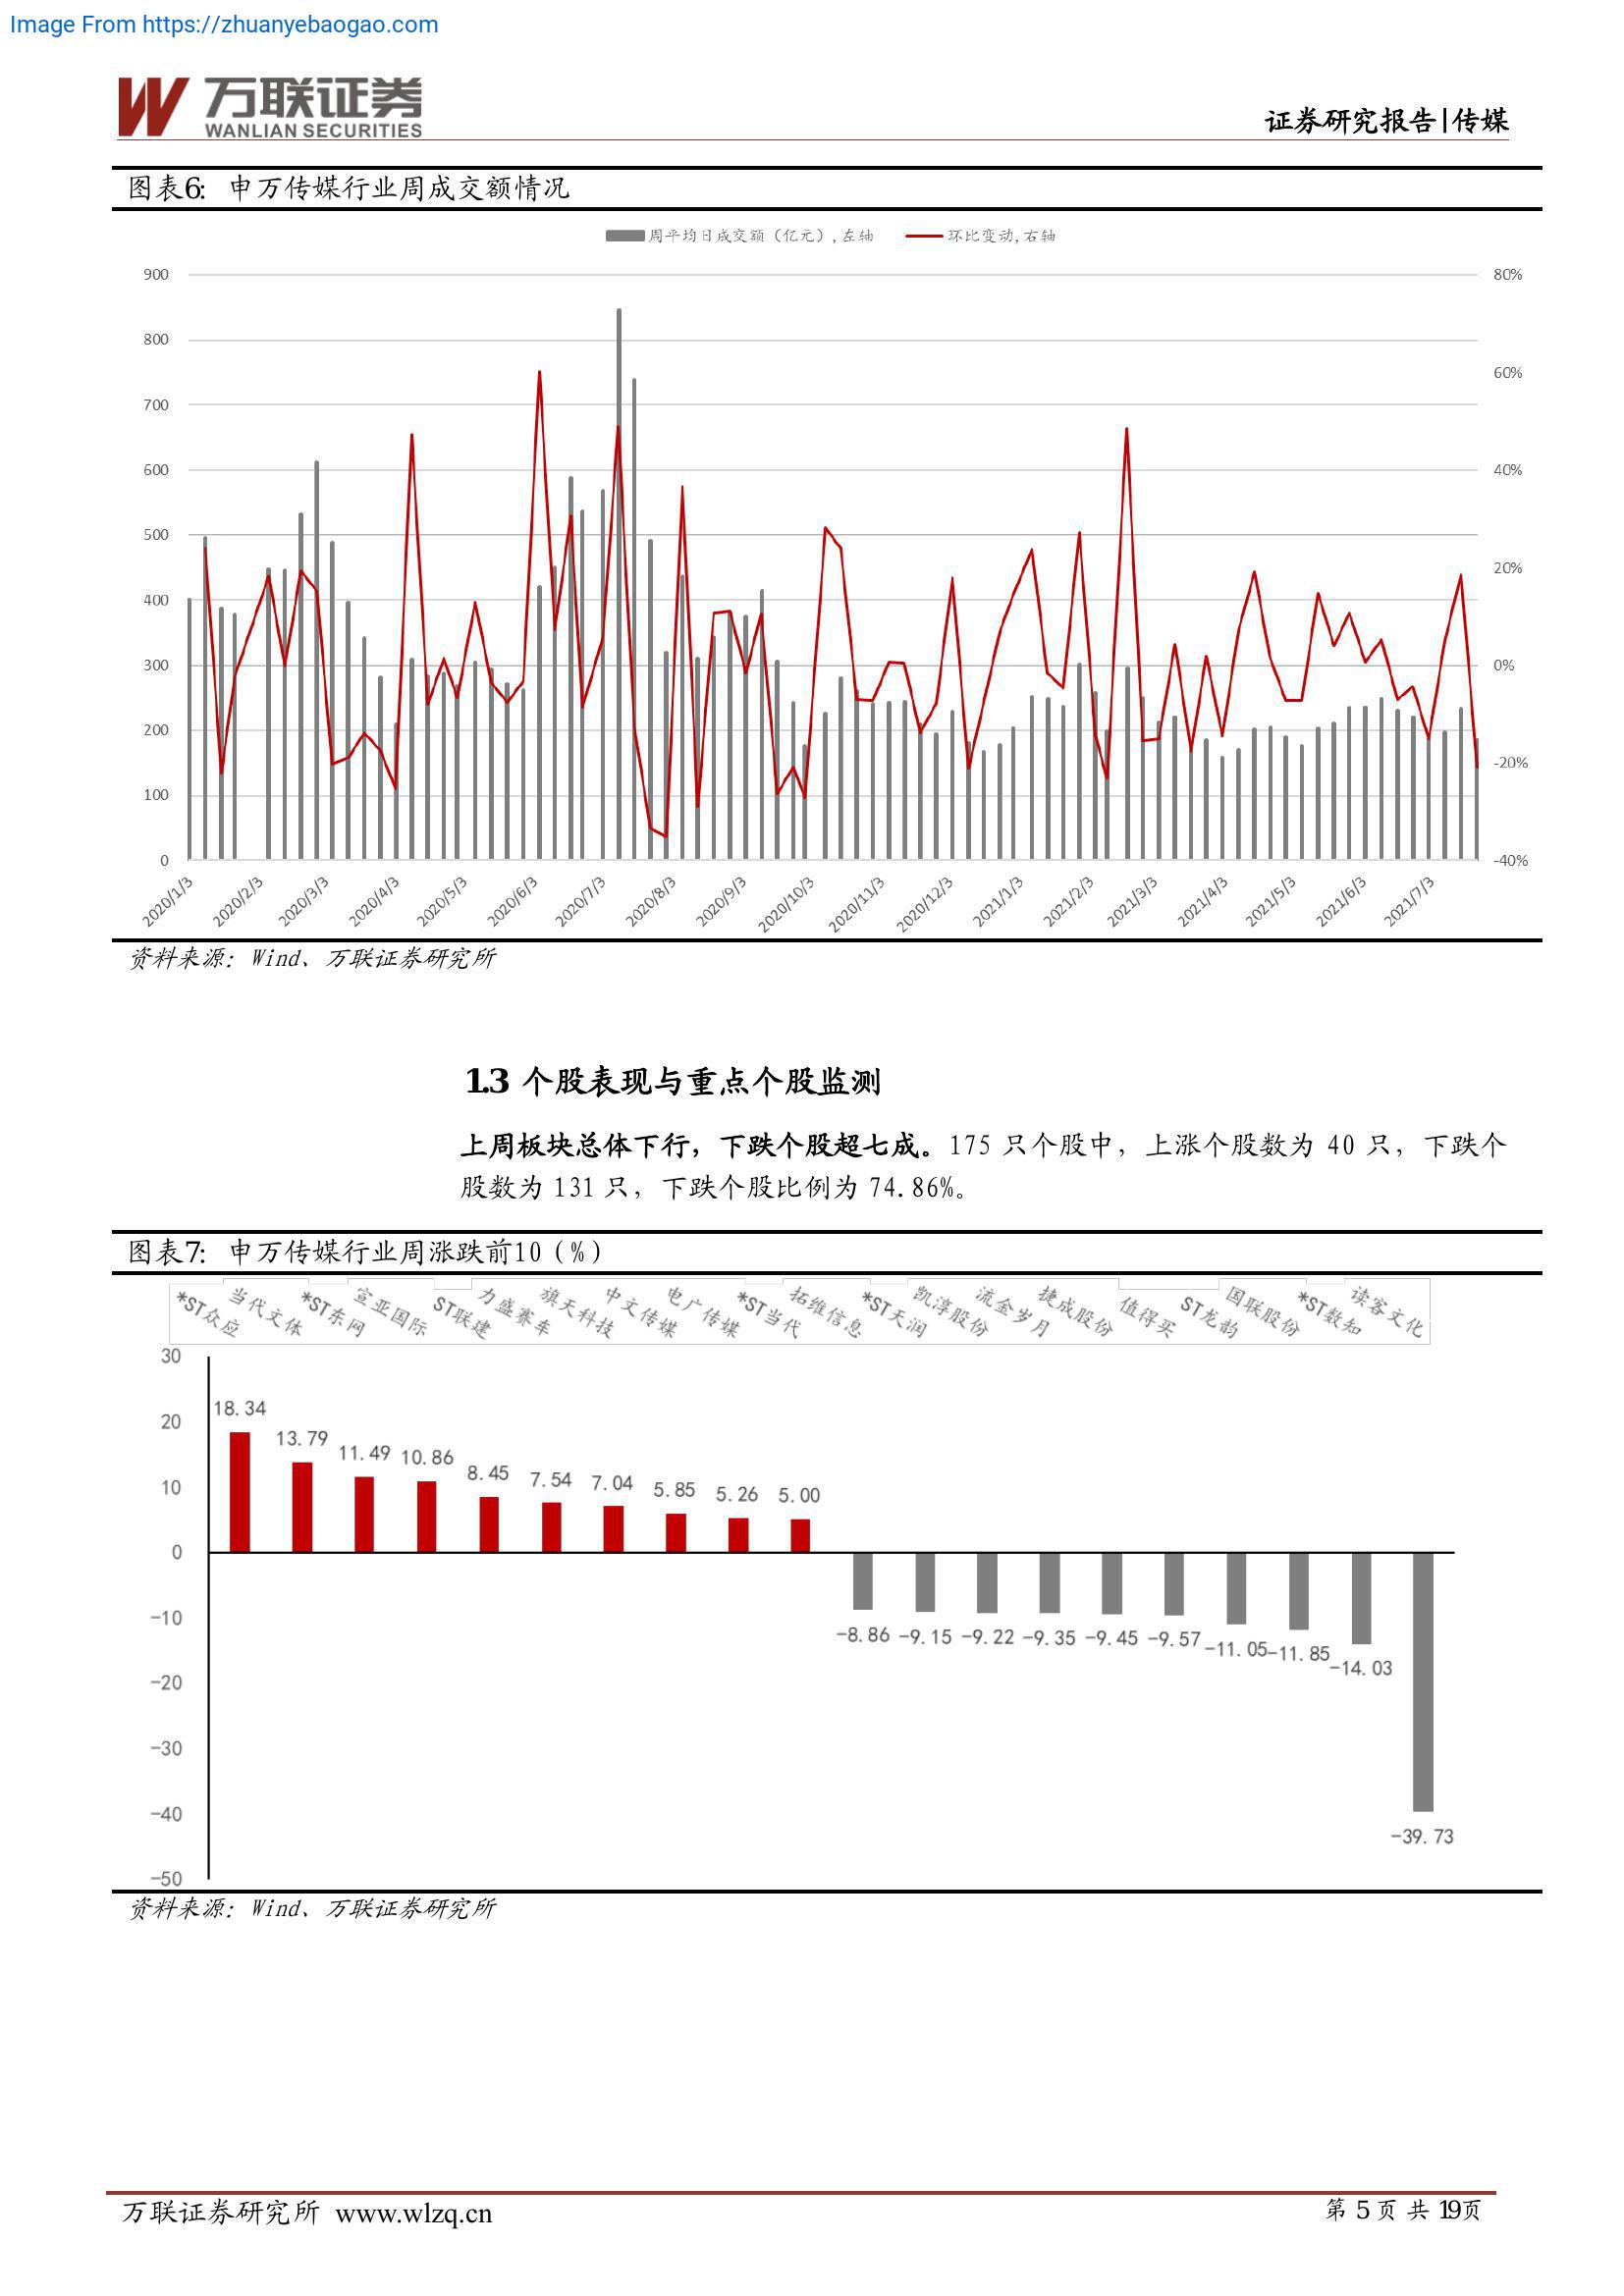 Image From https://zhuanyebaogao.com
万联证券
WANLIAN SECURITIES
证券研究报告|传媒
图表6: 申万传媒行业周成交额情况
周平均日成交额（亿元）,左轴 环比变动,右轴
900 80%
800
700 60%
600 40%
500
400 20%
300 0%
200
100 -20%
0 -40%
2020/1/3 2020/2/3 2020/3/3 2020/4/3 2020/5/3 2020/6/3 2020/7/3 2020/8/3 2020/9/3 2020/10/3 2020/11/3 2020/12/3 2021/1/3 2021/2/3 2021/3/3 2021/4/3 2021/5/3 2021/6/3 2021/7/3
资料来源：Wind、万联证券研究所
1.3 个股表现与重点个股监测
上周板块总体下行，下跌个股超七成。175 只个股中，上涨个股数为 40 只，下跌个
股数为 131 只，下跌个股比例为 74.86%。
图表7: 申万传媒行业周涨跌前10（%）
*ST众应 当代文体 *ST东网 宣亚国际 ST联建 力盛赛车 旗天科技 中文传媒 电广传媒 *ST当代 拓维信息 *ST天润 凯淳股份 流金岁月 捷成股份 值得买 ST龙韵 国联股份 *ST数知 读客文化
30
20
10
0
-10
-20
-30
-40
-50
18.34 13.79 11.49 10.86 8.45 7.54 7.04 5.85 5.26 5.00
-8.86 -9.15 -9.22 -9.35 -9.45 -9.57 -11.05 -11.85 -14.03 -39.73
资料来源：Wind、万联证券研究所
万联证券研究所 www.wlzq.cn 第 5 页 共 19页